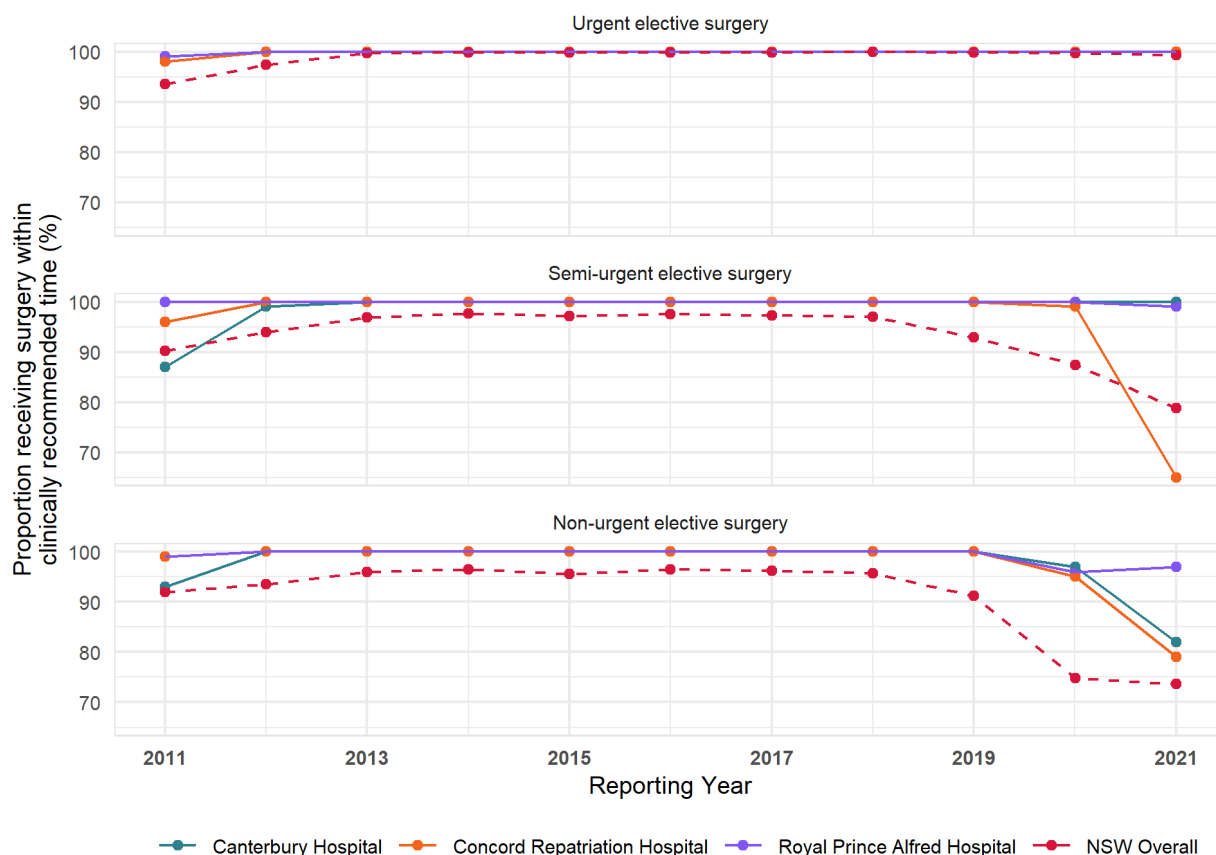 Urgent elective surgery
100
90
80
70
Semi-urgent elective surgery
100
90
80
70
Non-urgent elective surgery
100
90
80
70
Proportion receiving surgery within
clinically recommended time (%)
2011 2013 2015 2017 2019 2021
Reporting Year
Canterbury Hospital Concord Repatriation Hospital Royal Prince Alfred Hospital NSW Overall